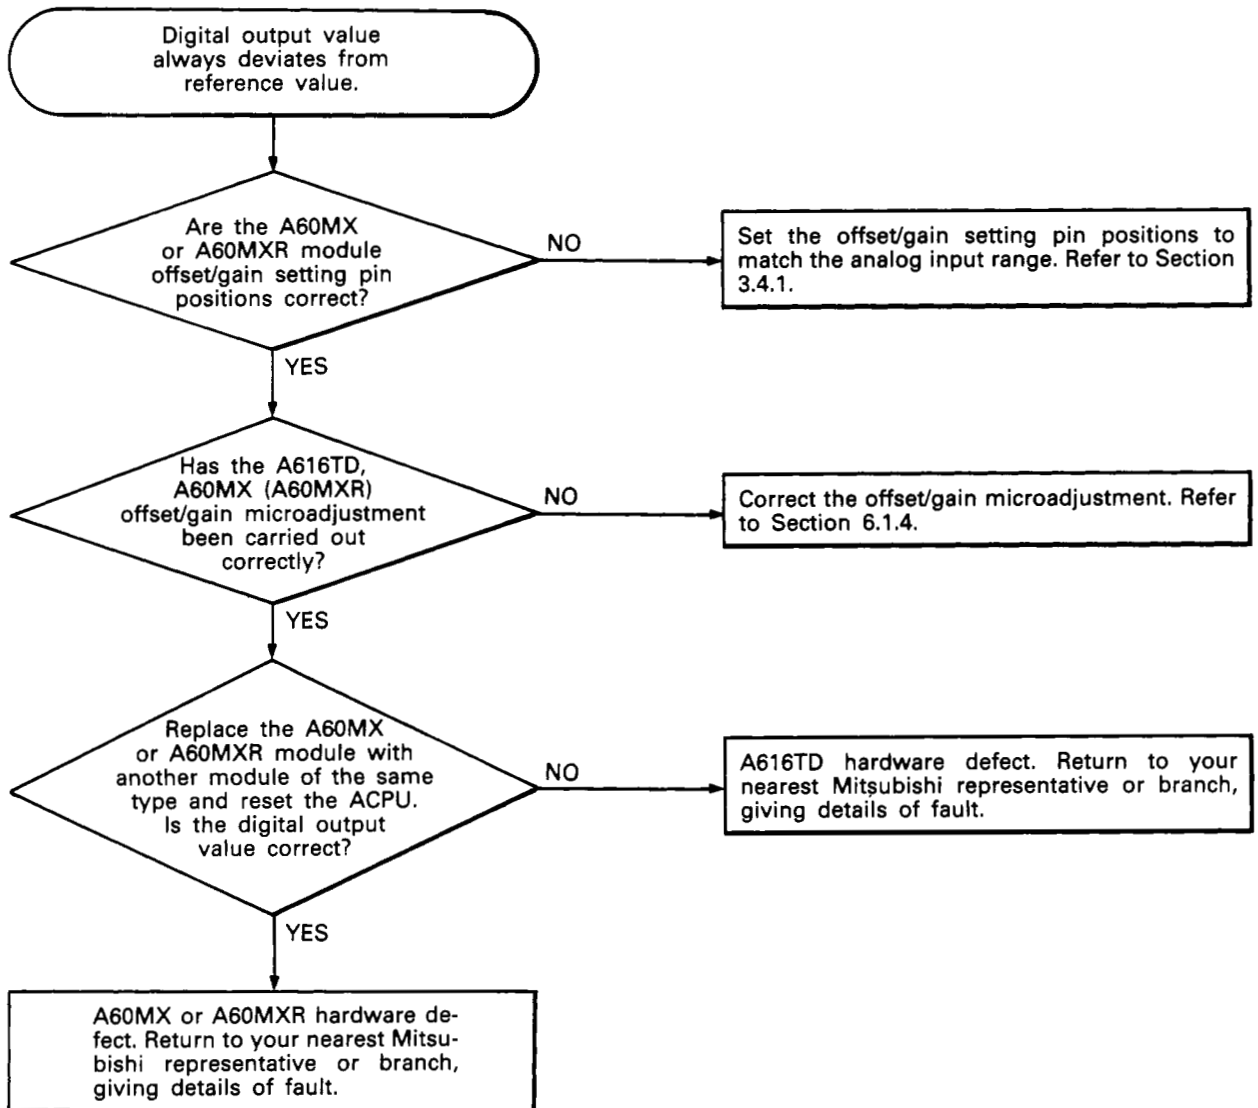 Digital output value
always deviates from
reference value.
Are the A60MX
or A60MXR module
offset/gain setting pin
positions correct?
NO
Set the offset/gain setting pin positions to
match the analog input range. Refer to Section
3.4.1.
YES
Has the A616TD,
A60MX (A60MXR)
offset/gain microadjustment
been carried out
correctly?
NO
Correct the offset/gain microadjustment. Refer
to Section 6.1.4.
YES
Replace the A60MX
or A60MXR module with
another module of the same
type and reset the ACPU.
Is the digital output
value correct?
NO
A616TD hardware defect. Return to your
nearest Mitsubishi representative or branch,
giving details of fault.
YES
A60MX or A60MXR hardware de-
fect. Return to your nearest Mitsu-
bishi representative or branch,
giving details of fault.